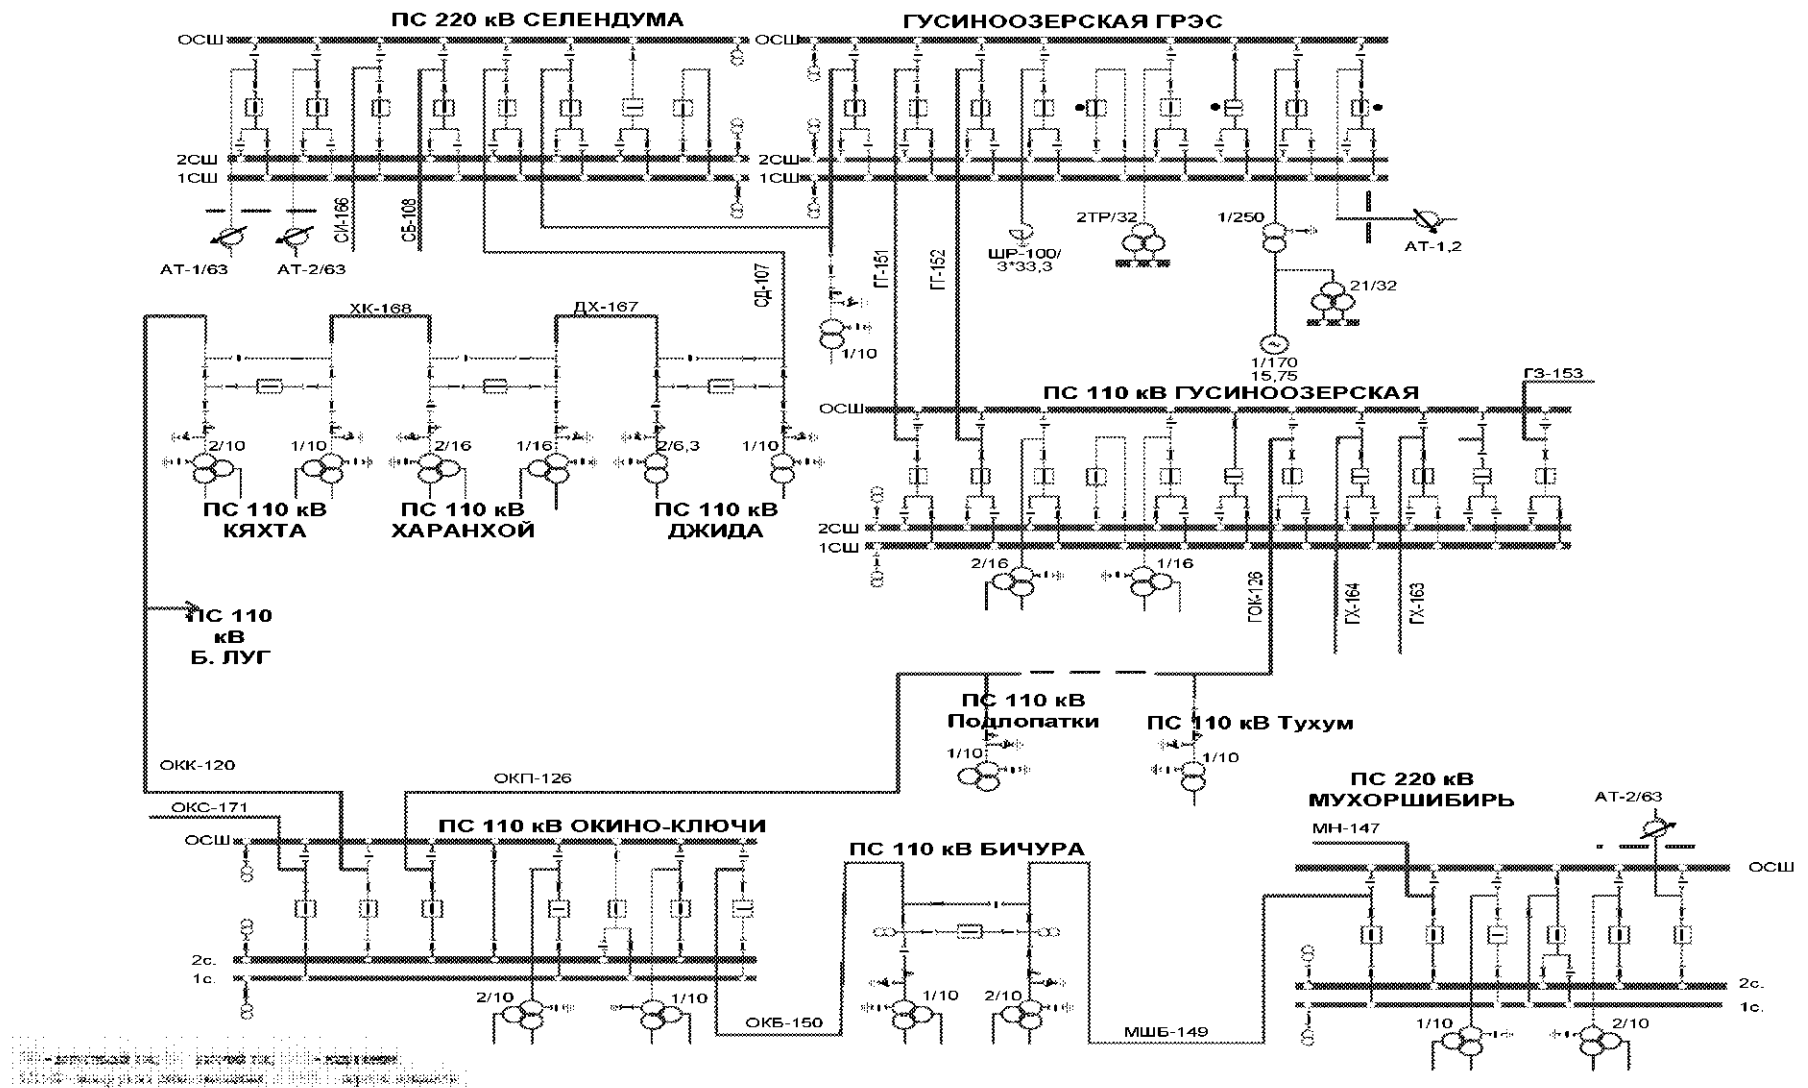 ПС 220 кВ СЕЛЕНДУМА
ГУСИНООЗЕРСКАЯ ГРЭС
ОСШ
ОСШ
2СШ
1СШ
2СШ
1СШ
СИ-166
СБ-108
АТ-1/63
АТ-2/63
СД-107
ГГ-151
ГГ-152
ШР-100/
3*33,3
2ТР/32
1/250
АТ-1,2
21/32
1/10
1/170
15,75
ХК-168
ДХ-167
2/10
1/10
2/16
1/16
2/6,3
1/10
ПС 110 кВ
КЯХТА
ПС 110 кВ
ХАРАНХОЙ
ПС 110 кВ
ДЖИДА
ПС 110 кВ ГУСИНООЗЕРСКАЯ
ГЗ-153
ОСШ
2СШ
1СШ
2/16
1/16
ГОК-126
ГХ-164
ГХ-163
ПС 110
кВ
Б. ЛУГ
ПС 110 кВ
Подлопатки
1/10
ПС 110 кВ Тухум
1/10
ОКК-120
ОКП-126
ОКС-171
ПС 110 кВ ОКИНО-КЛЮЧИ
ОСШ
2с.
1с.
2/10
1/10
ОКБ-150
ПС 110 кВ БИЧУРА
1/10
2/10
МШБ-149
ПС 220 кВ
МУХОРШИБИРЬ
АТ-2/63
МН-147
ОСШ
2с.
1с.
1/10
2/10